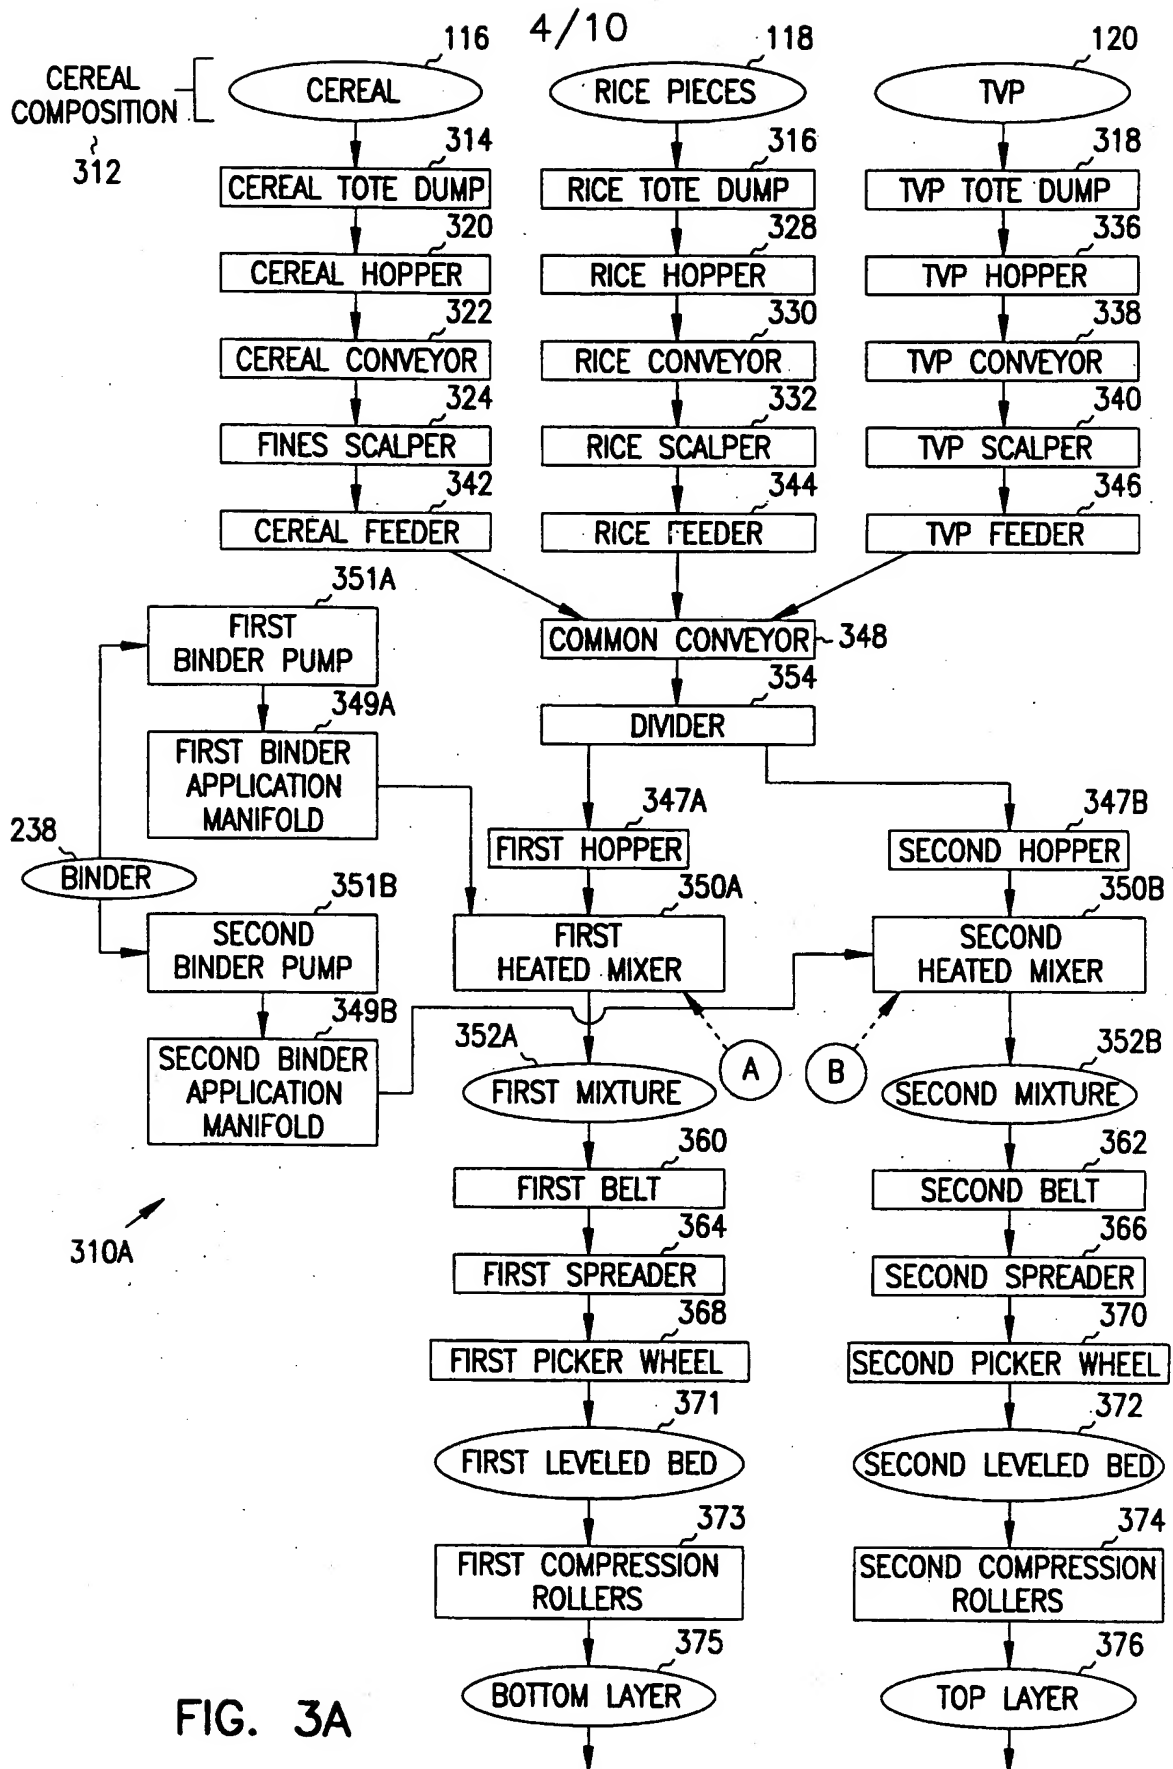 4/10
116
118
120
CEREAL
COMPOSITION
312
CEREAL
RICE PIECES
TVP
314
316
318
CEREAL TOTE DUMP
RICE TOTE DUMP
TVP TOTE DUMP
320
328
336
CEREAL HOPPER
RICE HOPPER
TVP HOPPER
322
330
338
CEREAL CONVEYOR
RICE CONVEYOR
TVP CONVEYOR
324
332
340
FINES SCALPER
RICE SCALPER
TVP SCALPER
342
344
346
CEREAL FEEDER
RICE FEEDER
TVP FEEDER
351A
FIRST
BINDER PUMP
COMMON CONVEYOR
348
354
DIVIDER
349A
FIRST BINDER
APPLICATION
MANIFOLD
347A
FIRST HOPPER
347B
SECOND HOPPER
238
BINDER
351B
SECOND
BINDER PUMP
350A
FIRST
HEATED MIXER
350B
SECOND
HEATED MIXER
349B
SECOND BINDER
APPLICATION
MANIFOLD
352A
FIRST MIXTURE
A
B
352B
SECOND MIXTURE
360
FIRST BELT
362
SECOND BELT
310A
364
FIRST SPREADER
366
SECOND SPREADER
368
FIRST PICKER WHEEL
370
SECOND PICKER WHEEL
371
FIRST LEVELED BED
372
SECOND LEVELED BED
373
FIRST COMPRESSION
ROLLERS
374
SECOND COMPRESSION
ROLLERS
375
BOTTOM LAYER
376
TOP LAYER
FIG. 3A